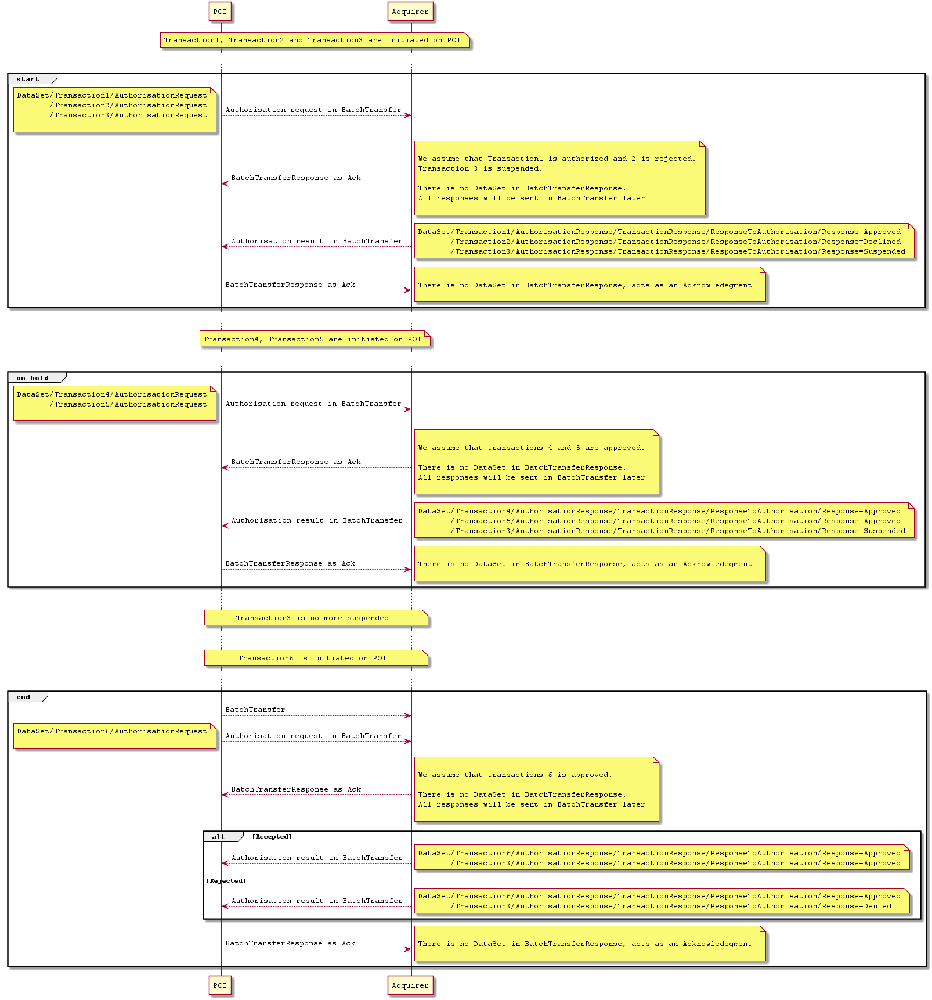 POI
Acquirer
Transaction1, Transaction2 and Transaction3 are initiated on POI
start
DataSet/Transaction1/AuthorisationRequest
/Transaction2/AuthorisationRequest
/Transaction3/AuthorisationRequest
Authorisation request in BatchTransfer
We assume that Transaction1 is authorized and 2 is rejected.
Transaction 3 is suspended.
There is no DataSet in BatchTransferResponse.
All responses will be sent in BatchTransfer later
BatchTransferResponse as Ack
DataSet/Transaction1/AuthorisationResponse/TransactionResponse/ResponseToAuthorisation/Response=Approved
/Transaction2/AuthorisationResponse/TransactionResponse/ResponseToAuthorisation/Response=Declined
/Transaction3/AuthorisationResponse/TransactionResponse/ResponseToAuthorisation/Response=Suspended
Authorisation result in BatchTransfer
BatchTransferResponse as Ack
There is no DataSet in BatchTransferResponse, acts as an Acknowledegment
Transaction4, Transaction5 are initiated on POI
on hold
DataSet/Transaction4/AuthorisationRequest
/Transaction5/AuthorisationRequest
Authorisation request in BatchTransfer
We assume that transactions 4 and 5 are approved.
There is no DataSet in BatchTransferResponse.
All responses will be sent in BatchTransfer later
BatchTransferResponse as Ack
DataSet/Transaction4/AuthorisationResponse/TransactionResponse/ResponseToAuthorisation/Response=Approved
/Transaction5/AuthorisationResponse/TransactionResponse/ResponseToAuthorisation/Response=Approved
/Transaction3/AuthorisationResponse/TransactionResponse/ResponseToAuthorisation/Response=Suspended
Authorisation result in BatchTransfer
BatchTransferResponse as Ack
There is no DataSet in BatchTransferResponse, acts as an Acknowledegment
Transaction3 is no more suspended
Transaction6 is initiated on POI
end
BatchTransfer
DataSet/Transaction6/AuthorisationRequest
Authorisation request in BatchTransfer
We assume that transactions 6 is approved.
There is no DataSet in BatchTransferResponse.
All responses will be sent in BatchTransfer later
BatchTransferResponse as Ack
alt
[Accepted]
DataSet/Transaction6/AuthorisationResponse/TransactionResponse/ResponseToAuthorisation/Response=Approved
/Transaction3/AuthorisationResponse/TransactionResponse/ResponseToAuthorisation/Response=Approved
Authorisation result in BatchTransfer
[Rejected]
DataSet/Transaction6/AuthorisationResponse/TransactionResponse/ResponseToAuthorisation/Response=Approved
/Transaction3/AuthorisationResponse/TransactionResponse/ResponseToAuthorisation/Response=Denied
Authorisation result in BatchTransfer
BatchTransferResponse as Ack
There is no DataSet in BatchTransferResponse, acts as an Acknowledegment
POI
Acquirer